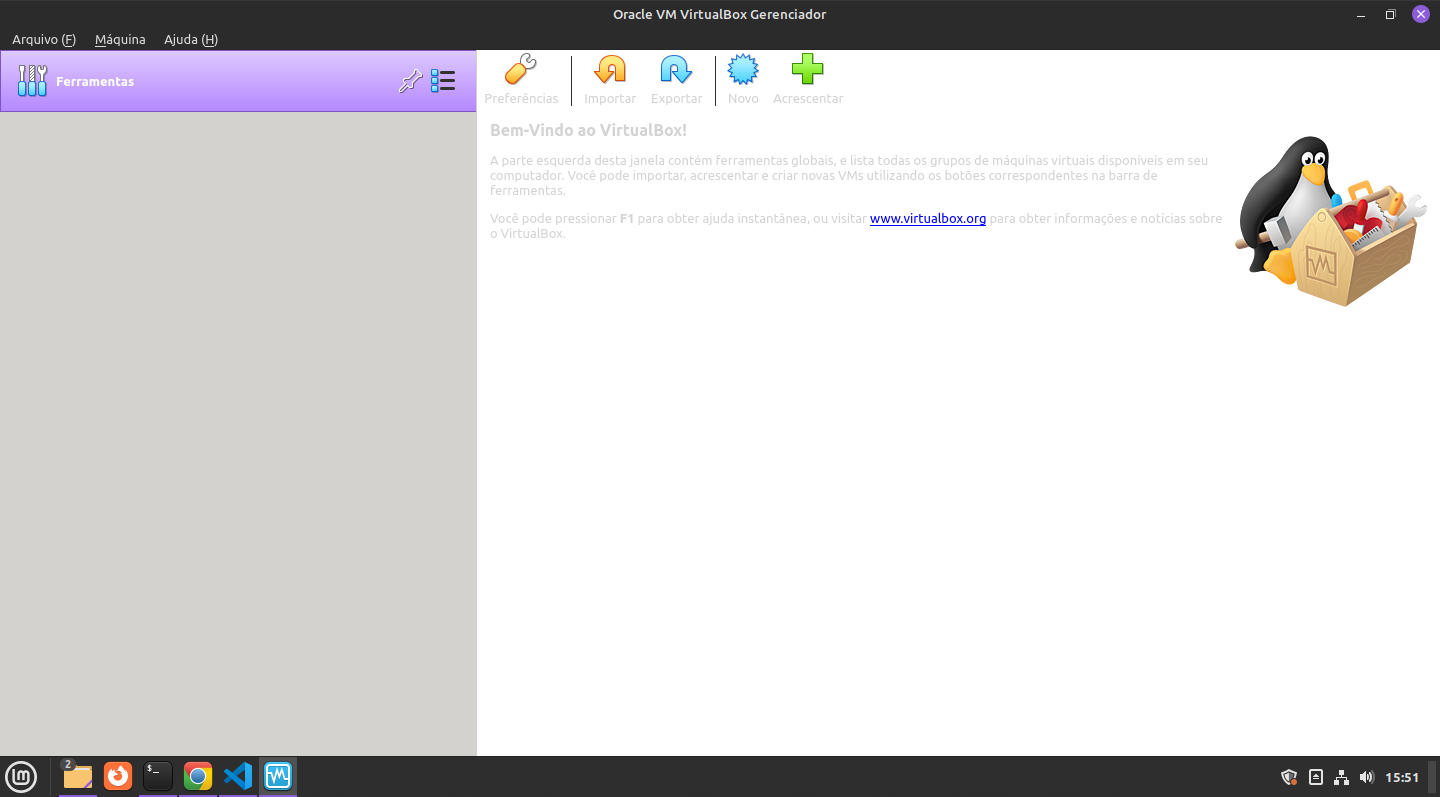 Oracle VM VirtualBox Gerenciador
Arquivo (F) Máquina Ajuda (H)
Ferramentas
Preferências Importar Exportar Novo Acrescentar
Bem-Vindo ao VirtualBox!
A parte esquerda desta janela contém ferramentas globais, e lista todas os grupos de máquinas virtuais disponíveis em seu
computador. Você pode importar, acrescentar e criar novas VMs utilizando os botões correspondentes na barra de
ferramentas.
Você pode pressionar F1 para obter ajuda instantânea, ou visitar www.virtualbox.org para obter informações e notícias sobre
o VirtualBox.
2
$_
15:51